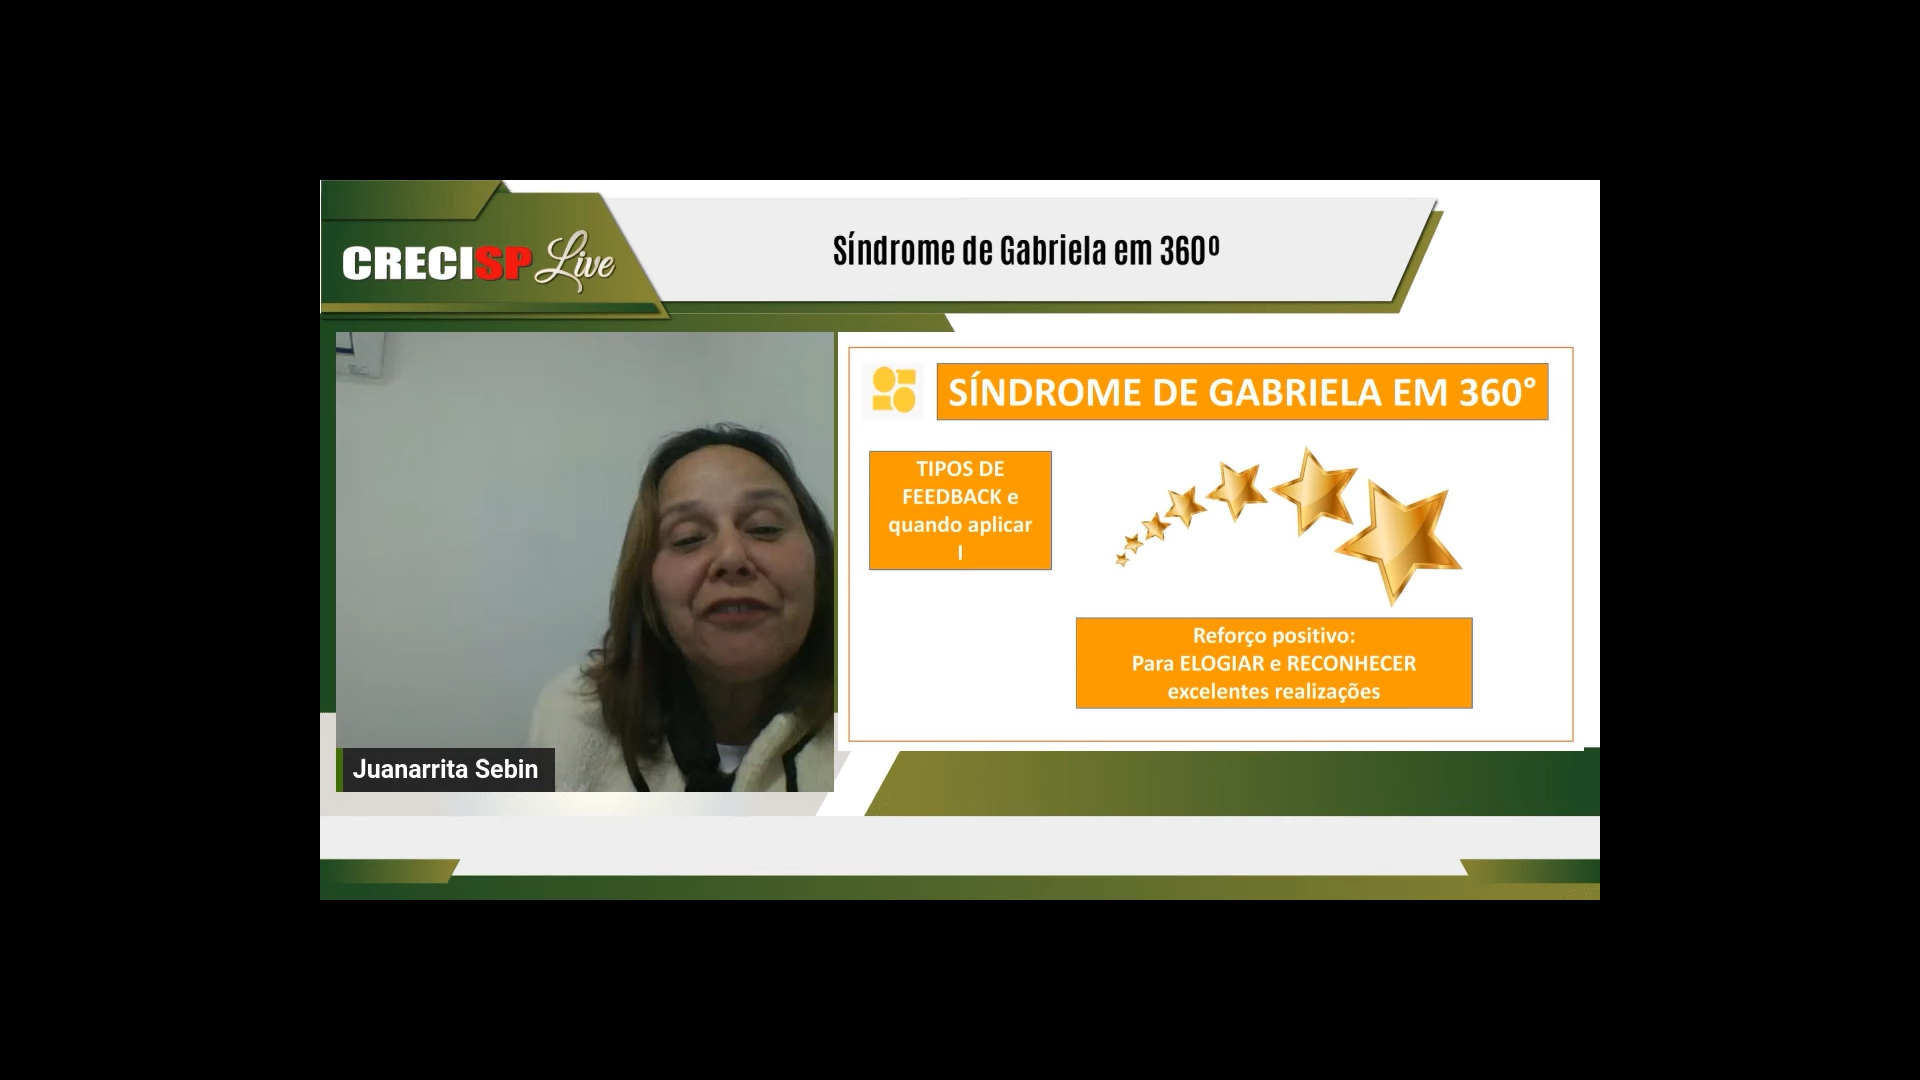 CRECISP Live
Síndrome de Gabriela em 360º
SÍNDROME DE GABRIELA EM 360°
TIPOS DE
FEEDBACK e
quando aplicar
I
Reforço positivo:
Para ELOGIAR e RECONHECER
excelentes realizações
Juanarrita Sebin